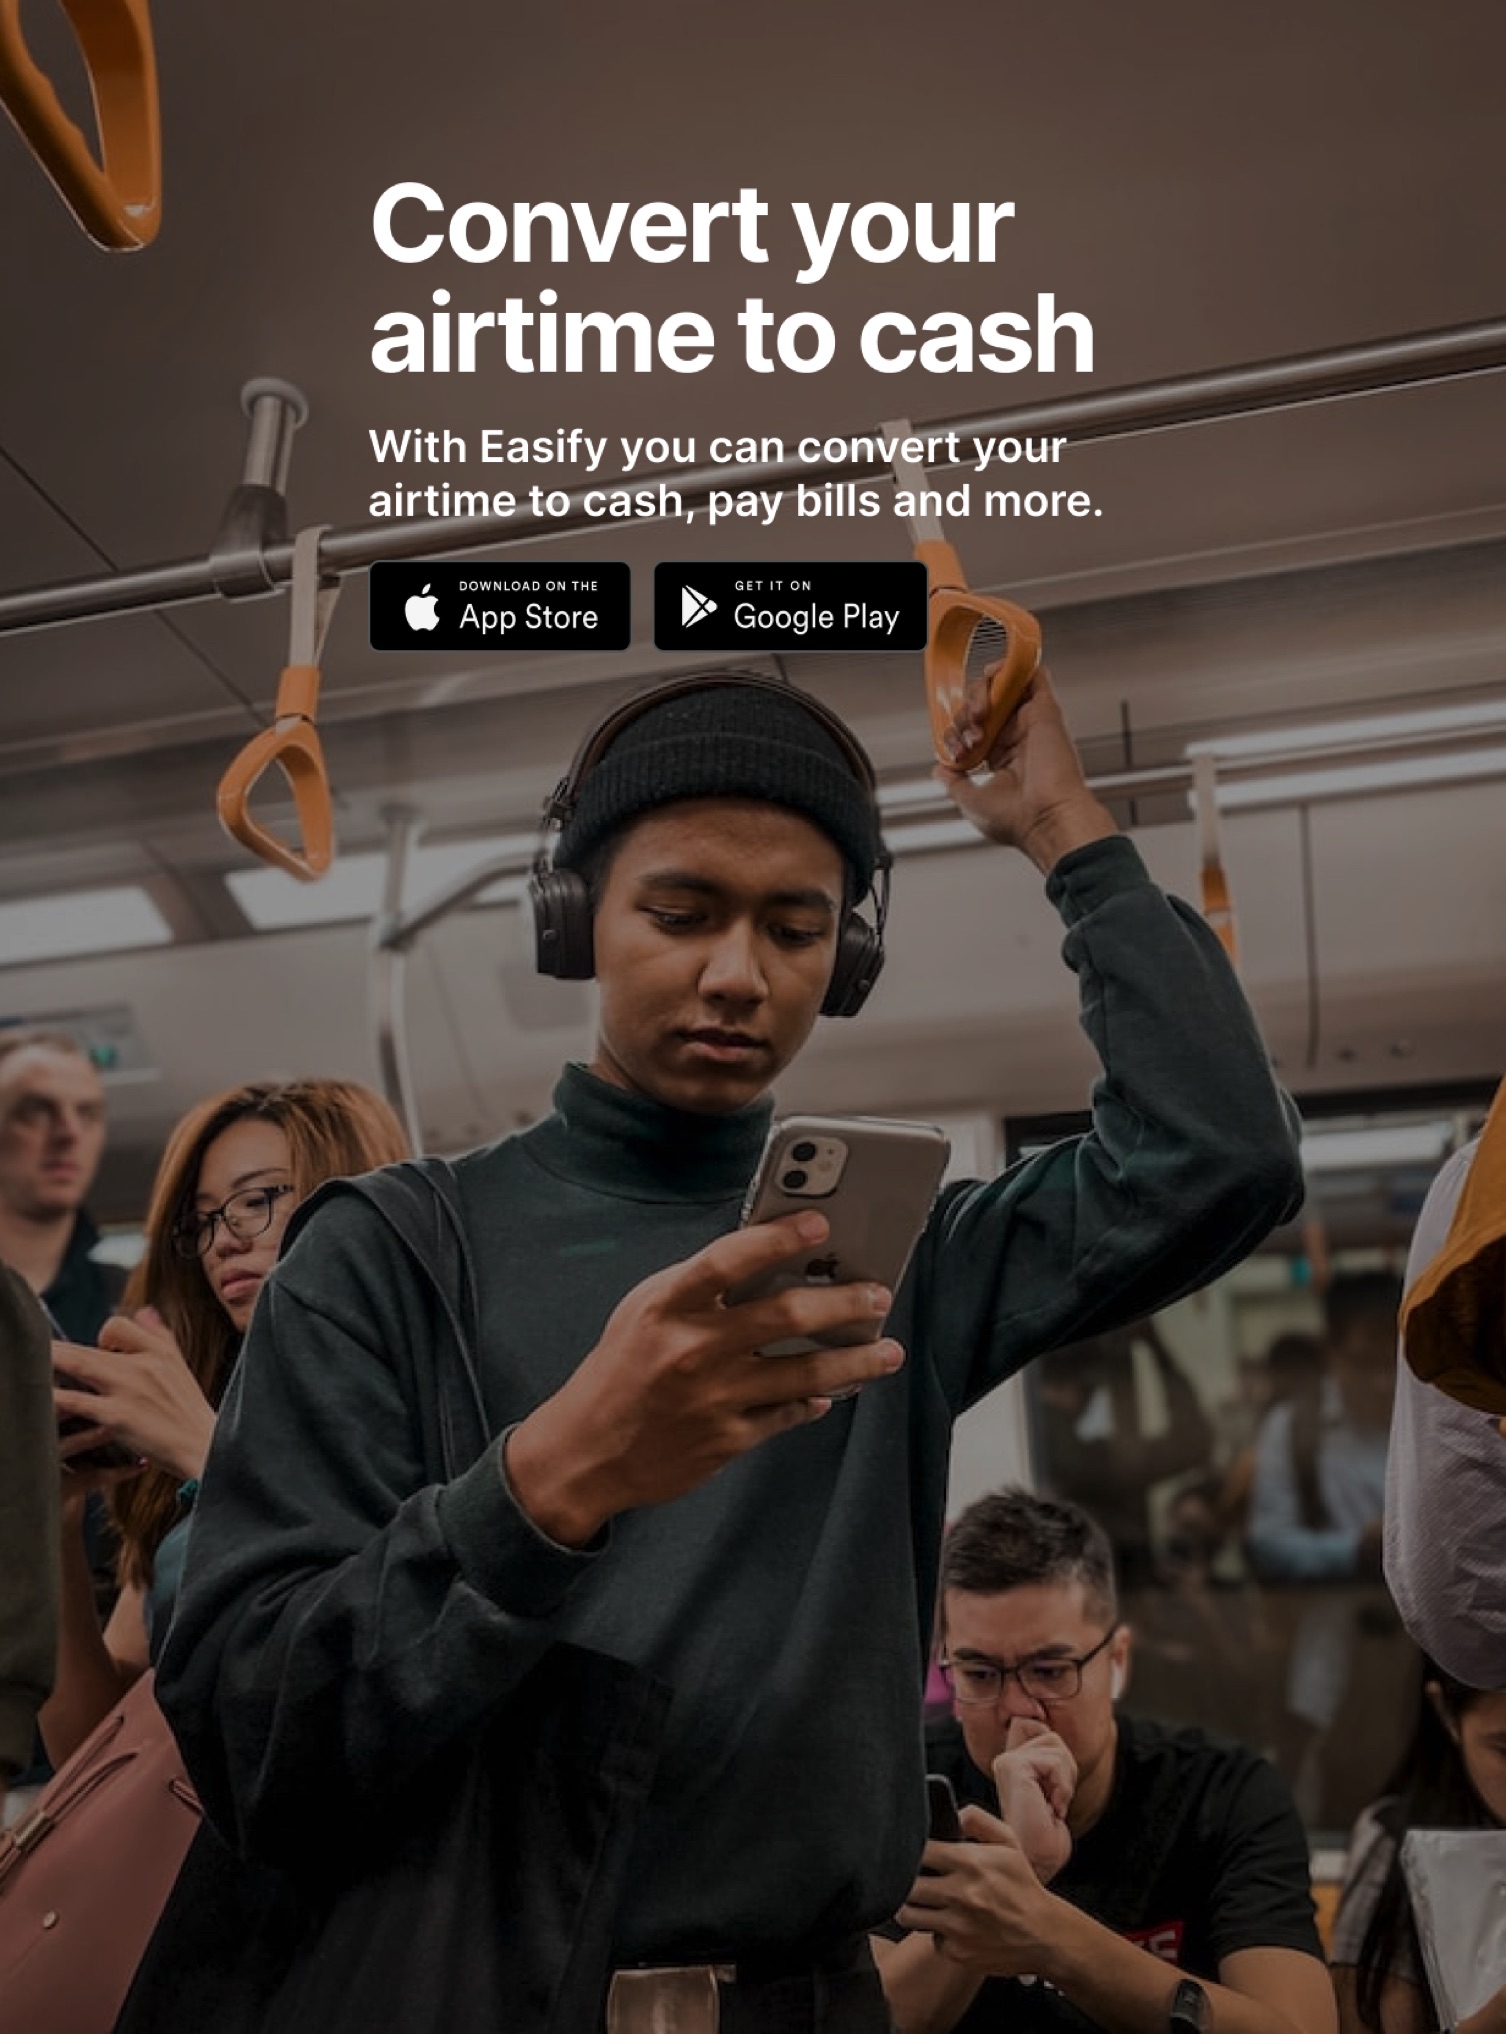 Convert your
airtime to cash
With Easify you can convert your
airtime to cash, pay bills and more.
DOWNLOAD ON THE
App Store
GET IT ON
Google Play